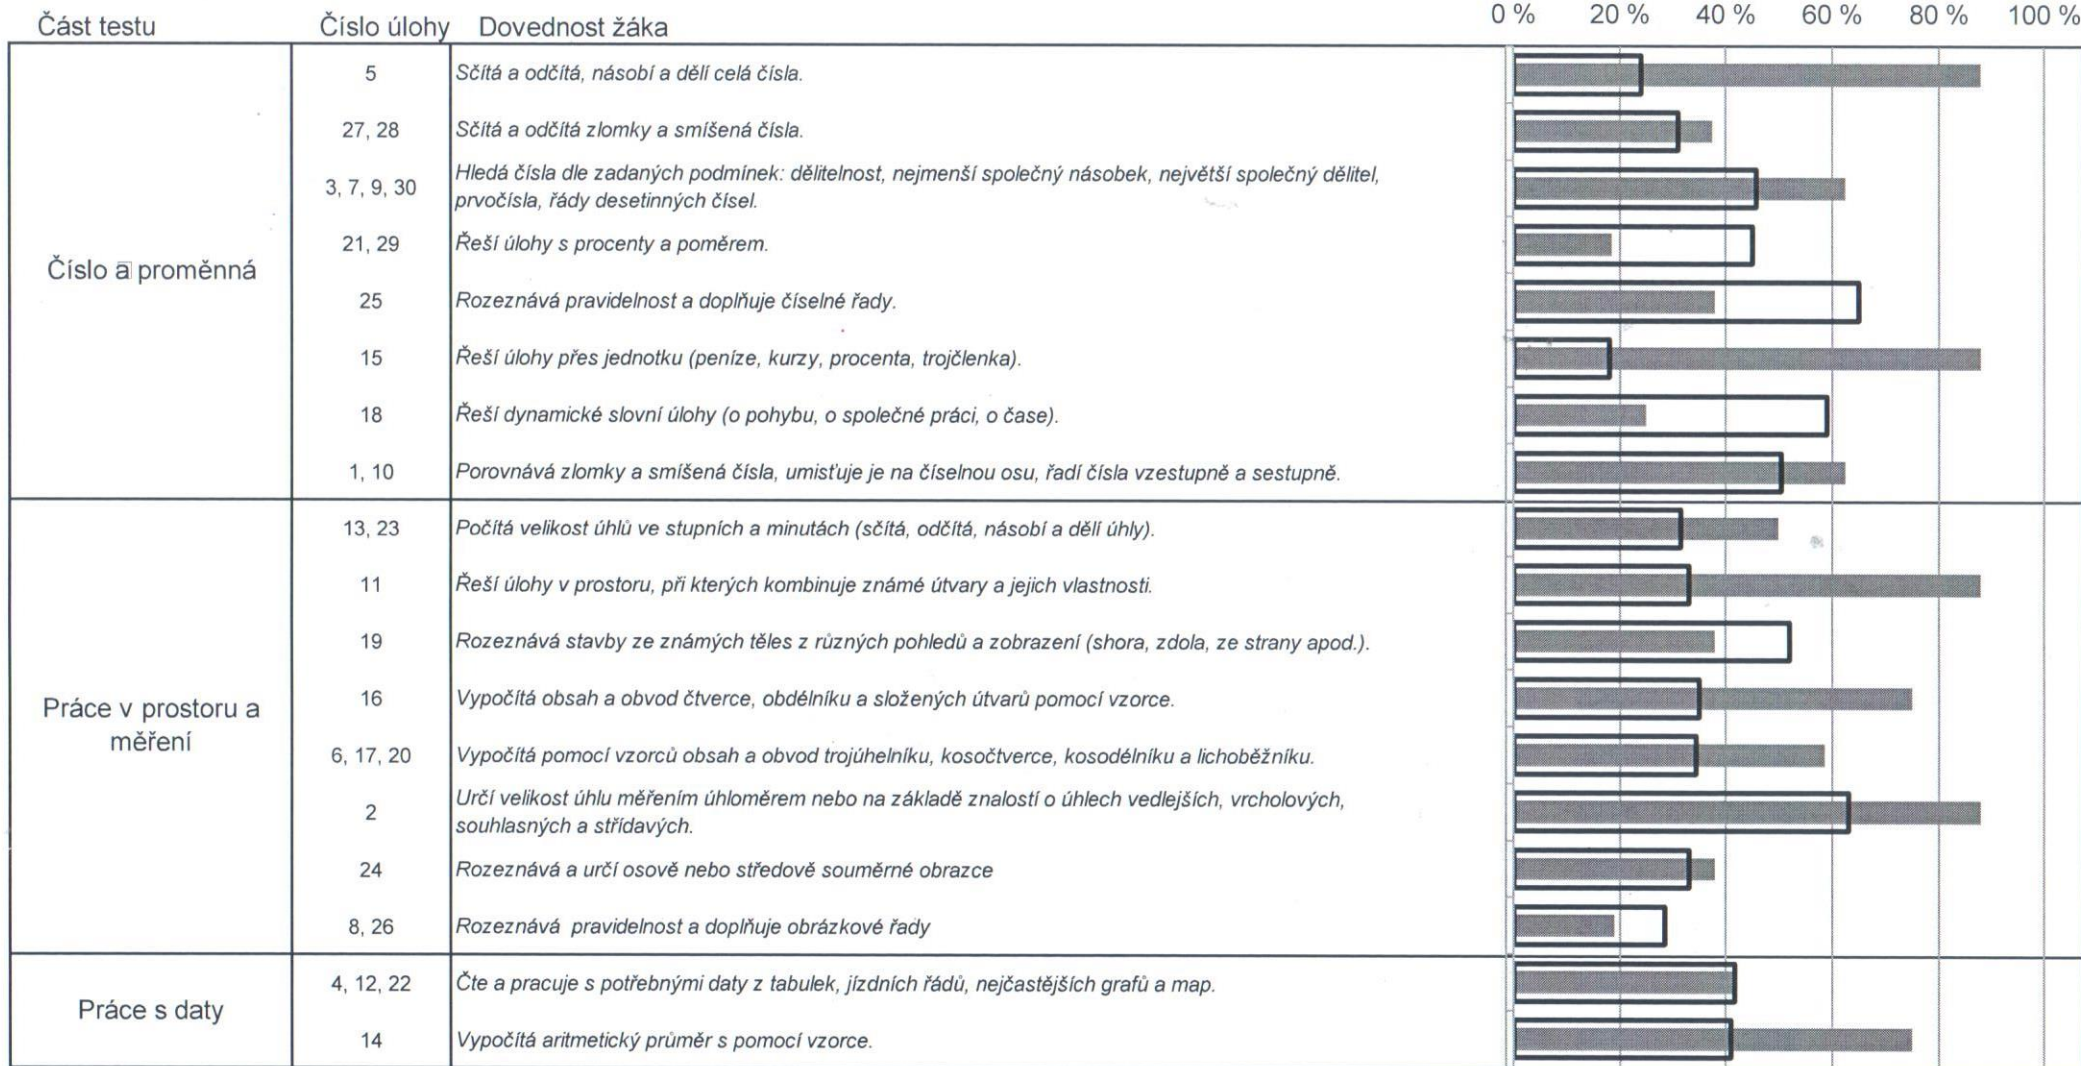 Část testu Číslo úlohy Dovednost žáka 0 % 20 % 40 % 60 % 80 % 100 %
5 Sčítá a odčítá, násobí a dělí celá čísla.
27, 28 Sčítá a odčítá zlomky a smíšená čísla.
3, 7, 9, 30 Hledá čísla dle zadaných podmínek: dělitelnost, nejmenší společný násobek, největší společný dělitel,
prvočísla, řády desetinných čísel.
21, 29 Řeší úlohy s procenty a poměrem.
Číslo a proměnná
25 Rozeznává pravidelnost a doplňuje číselné řady.
15 Řeší úlohy přes jednotku (peníze, kurzy, procenta, trojčlenka).
18 Řeší dynamické slovní úlohy (o pohybu, o společné práci, o čase).
1, 10 Porovnává zlomky a smíšená čísla, umisťuje je na číselnou osu, řadí čísla vzestupně a sestupně.
13, 23 Počítá velikost úhlů ve stupních a minutách (sčítá, odčítá, násobí a dělí úhly).
11 Řeší úlohy v prostoru, při kterých kombinuje známé útvary a jejich vlastnosti.
19 Rozeznává stavby ze známých těles z různých pohledů a zobrazení (shora, zdola, ze strany apod.).
Práce v prostoru a
měření
16 Vypočítá obsah a obvod čtverce, obdélníku a složených útvarů pomocí vzorce.
6, 17, 20 Vypočítá pomocí vzorců obsah a obvod trojúhelníku, kosočtverce, kosodélníku a lichoběžníku.
2 Určí velikost úhlu měřením úhloměrem nebo na základě znalostí o úhlech vedlejších, vrcholových,
souhlasných a střídavých.
24 Rozeznává a určí osově nebo středově souměrné obrazce
8, 26 Rozeznává pravidelnost a doplňuje obrázkové řady
4, 12, 22 Čte a pracuje s potřebnými daty z tabulek, jízdních řádů, nejčastějších grafů a map.
Práce s daty
14 Vypočítá aritmetický průměr s pomocí vzorce.